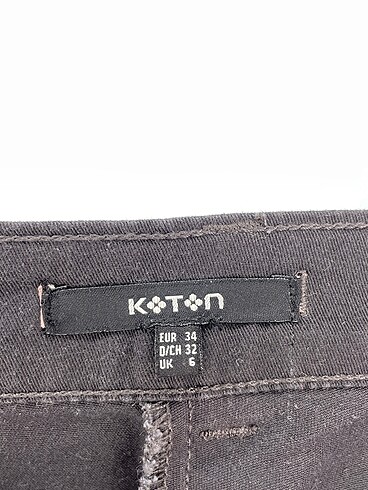 KOTON
EUR 34
D/CH 32
UK 6